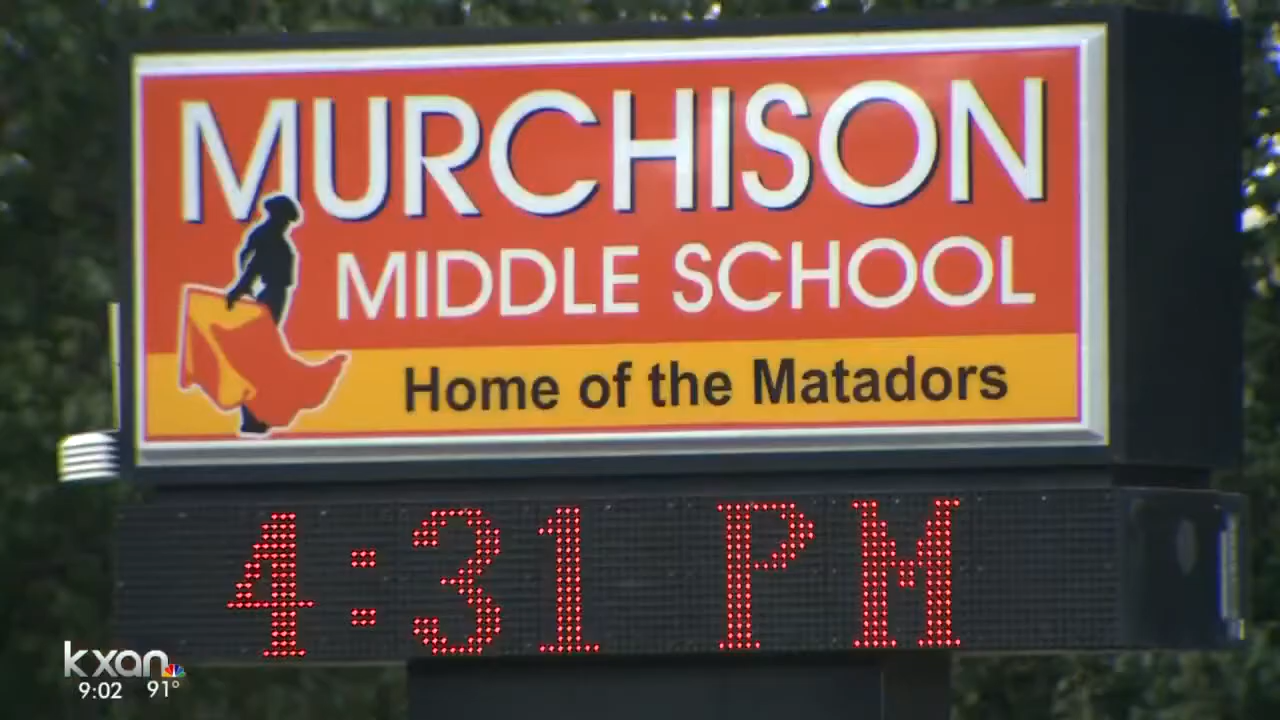 MURCHISON
MIDDLE SCHOOL
Home of the Matadors
4:31 PM
kxan
9:02 91°